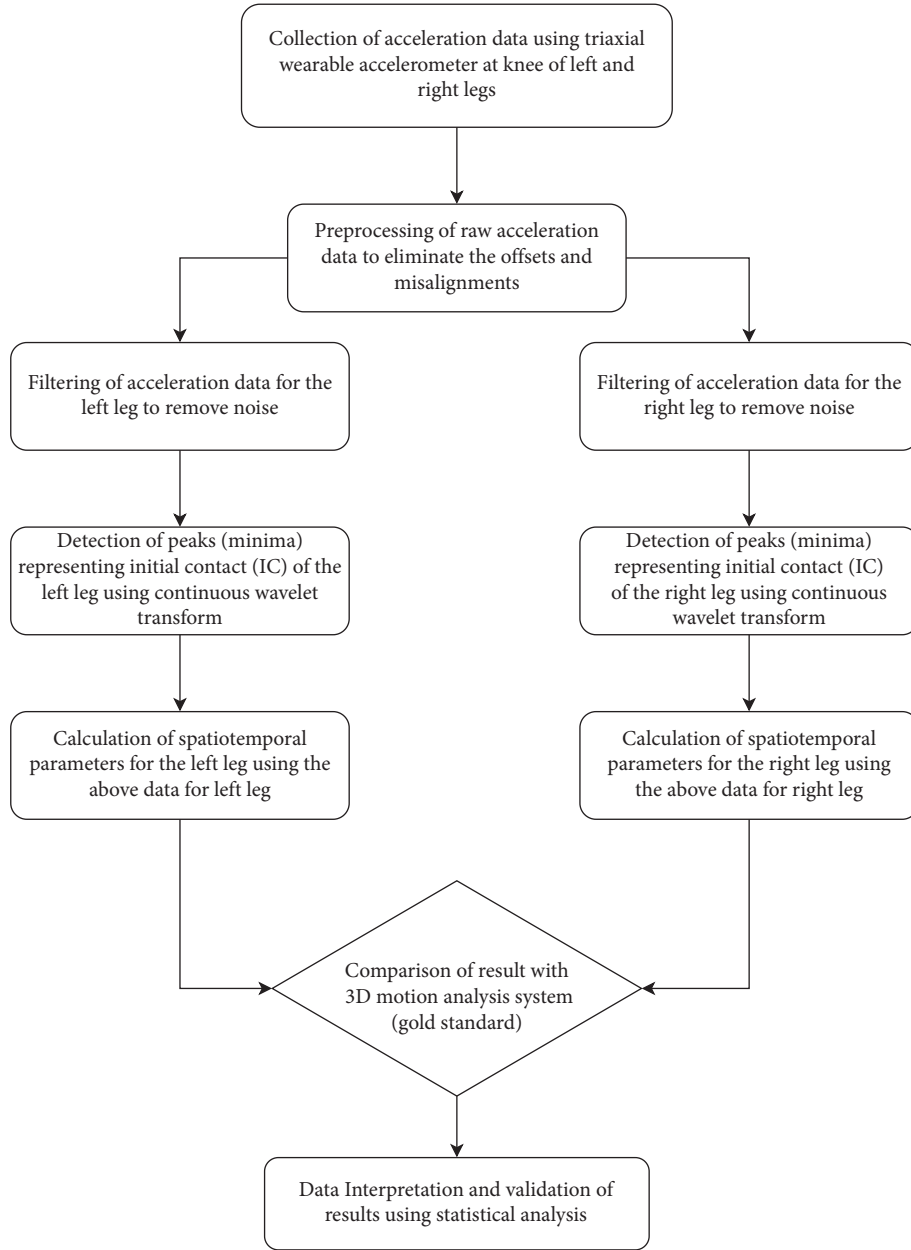 Collection of acceleration data using triaxial
wearable accelerometer at knee of left and
right legs
Preprocessing of raw acceleration
data to eliminate the offsets and
misalignments
Filtering of acceleration data for the
left leg to remove noise
Filtering of acceleration data for the
right leg to remove noise
Detection of peaks (minima)
representing initial contact (IC) of the
left leg using continuous wavelet
transform
Detection of peaks (minima)
representing initial contact (IC)
of the right leg using continuous
wavelet transform
Calculation of spatiotemporal
parameters for the left leg using the
above data for left leg
Calculation of spatiotemporal
parameters for the right leg using
the above data for right leg
Comparison of result with
3D motion analysis system
(gold standard)
Data Interpretation and validation of
results using statistical analysis